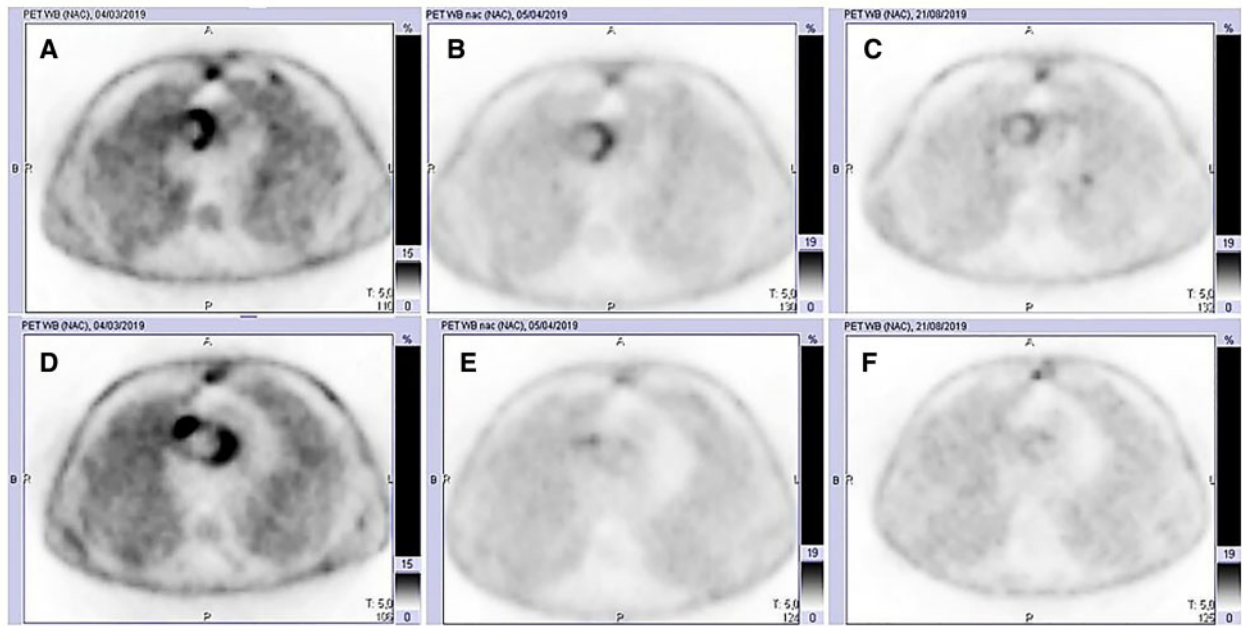 PET WB (NAC), 04/03/2019
A
A
%
B R
L
15
T: 5,0
P
110
0
PET WB nac (NAC), 05/04/2019
B
A
%
R
L
19
T: 5,0
P
130
0
PET WB (NAC), 21/08/2019
C
A
%
B R
L
19
T: 5,0
P
132
0
PET WB (NAC), 04/03/2019
D
A
%
B R
L
15
T: 5,0
P
106
0
PET WB nac (NAC), 05/04/2019
E
A
%
B R
L
19
T: 5,0
P
0
PET WB (NAC), 21/08/2019
F
A
%
B R
L
19
T: 5,0
P
0